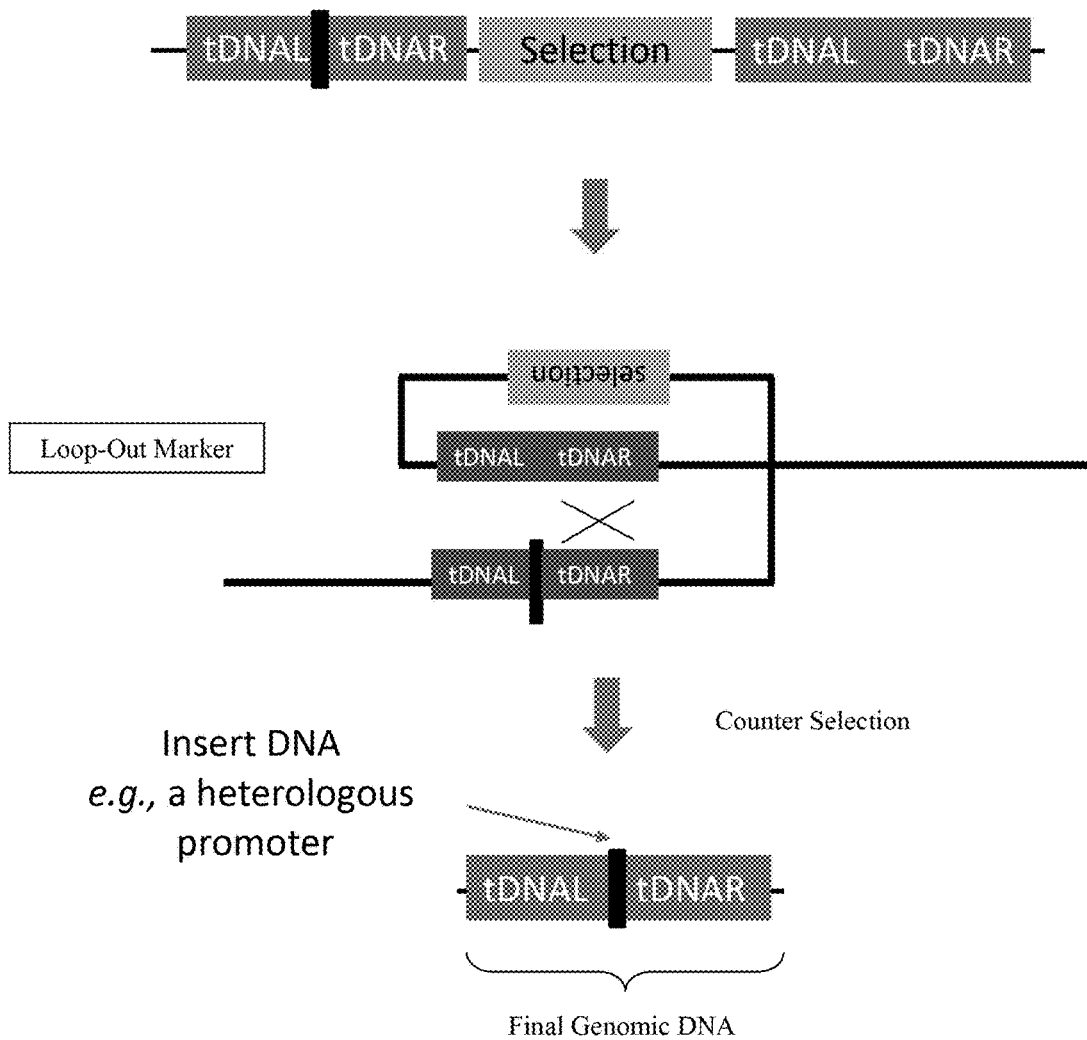 tDNAL tDNAR Selection tDNAL tDNAR
selection
Loop-Out Marker
tDNAL tDNAR
tDNAL tDNAR
Counter Selection
Insert DNA
e.g., a heterologous
promoter
tDNAL tDNAR
Final Genomic DNA